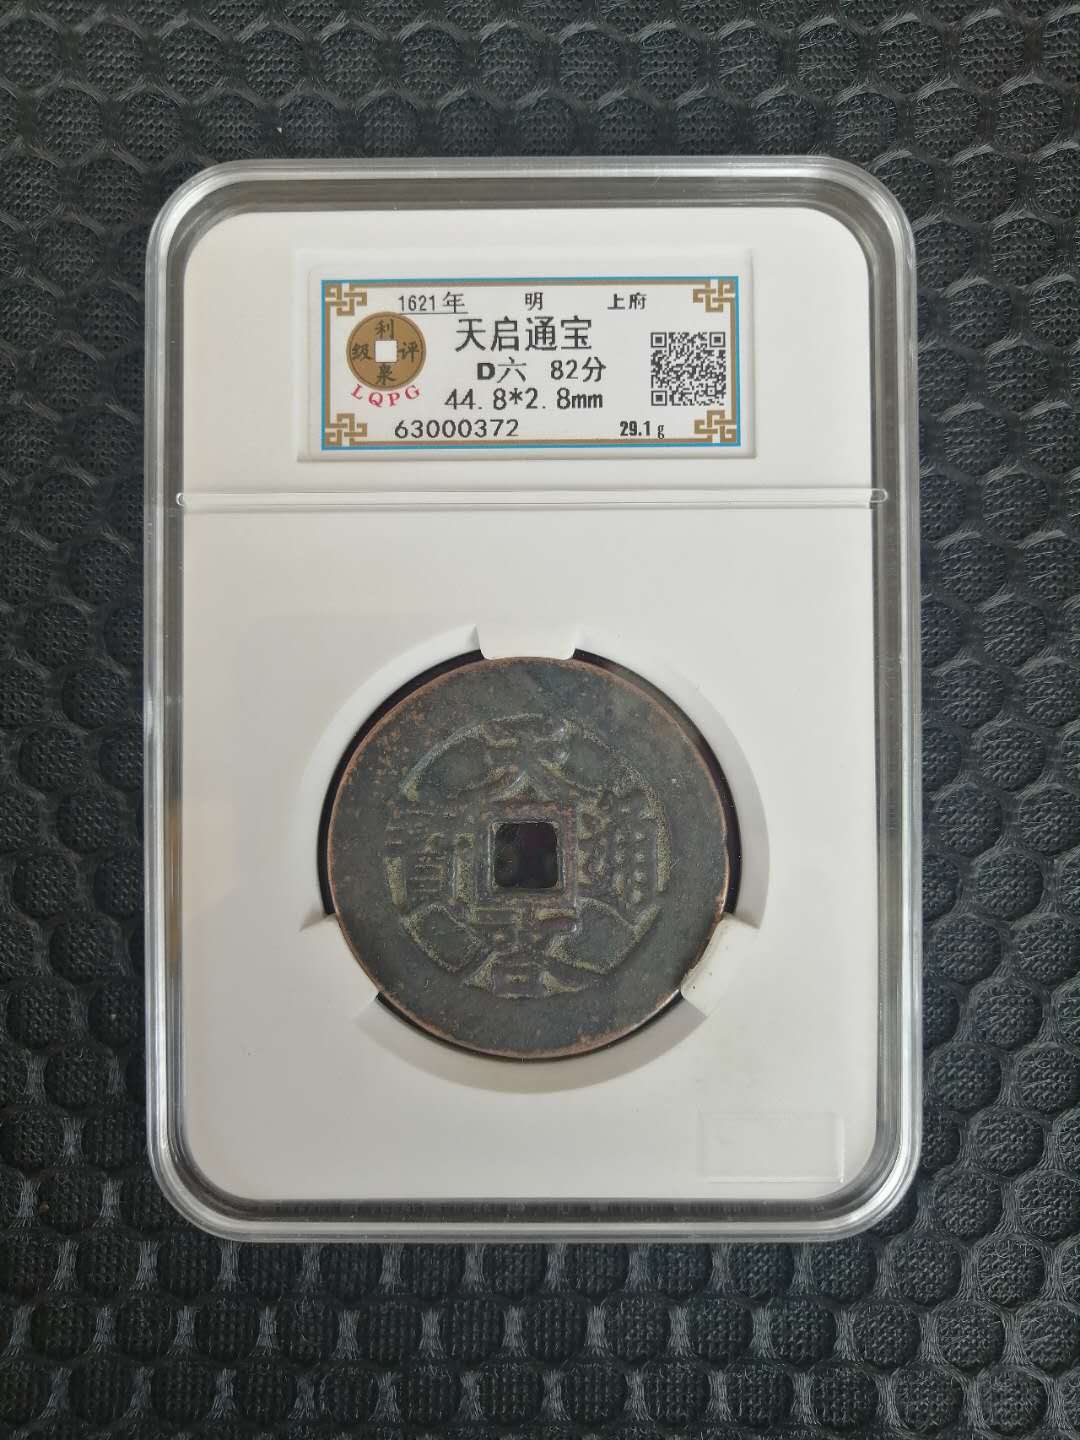 1621年 明 上府
利泉评级
LQPG
天启通宝
D六 82分
44.8*2.8mm
63000372 29.1g
天啓通寶